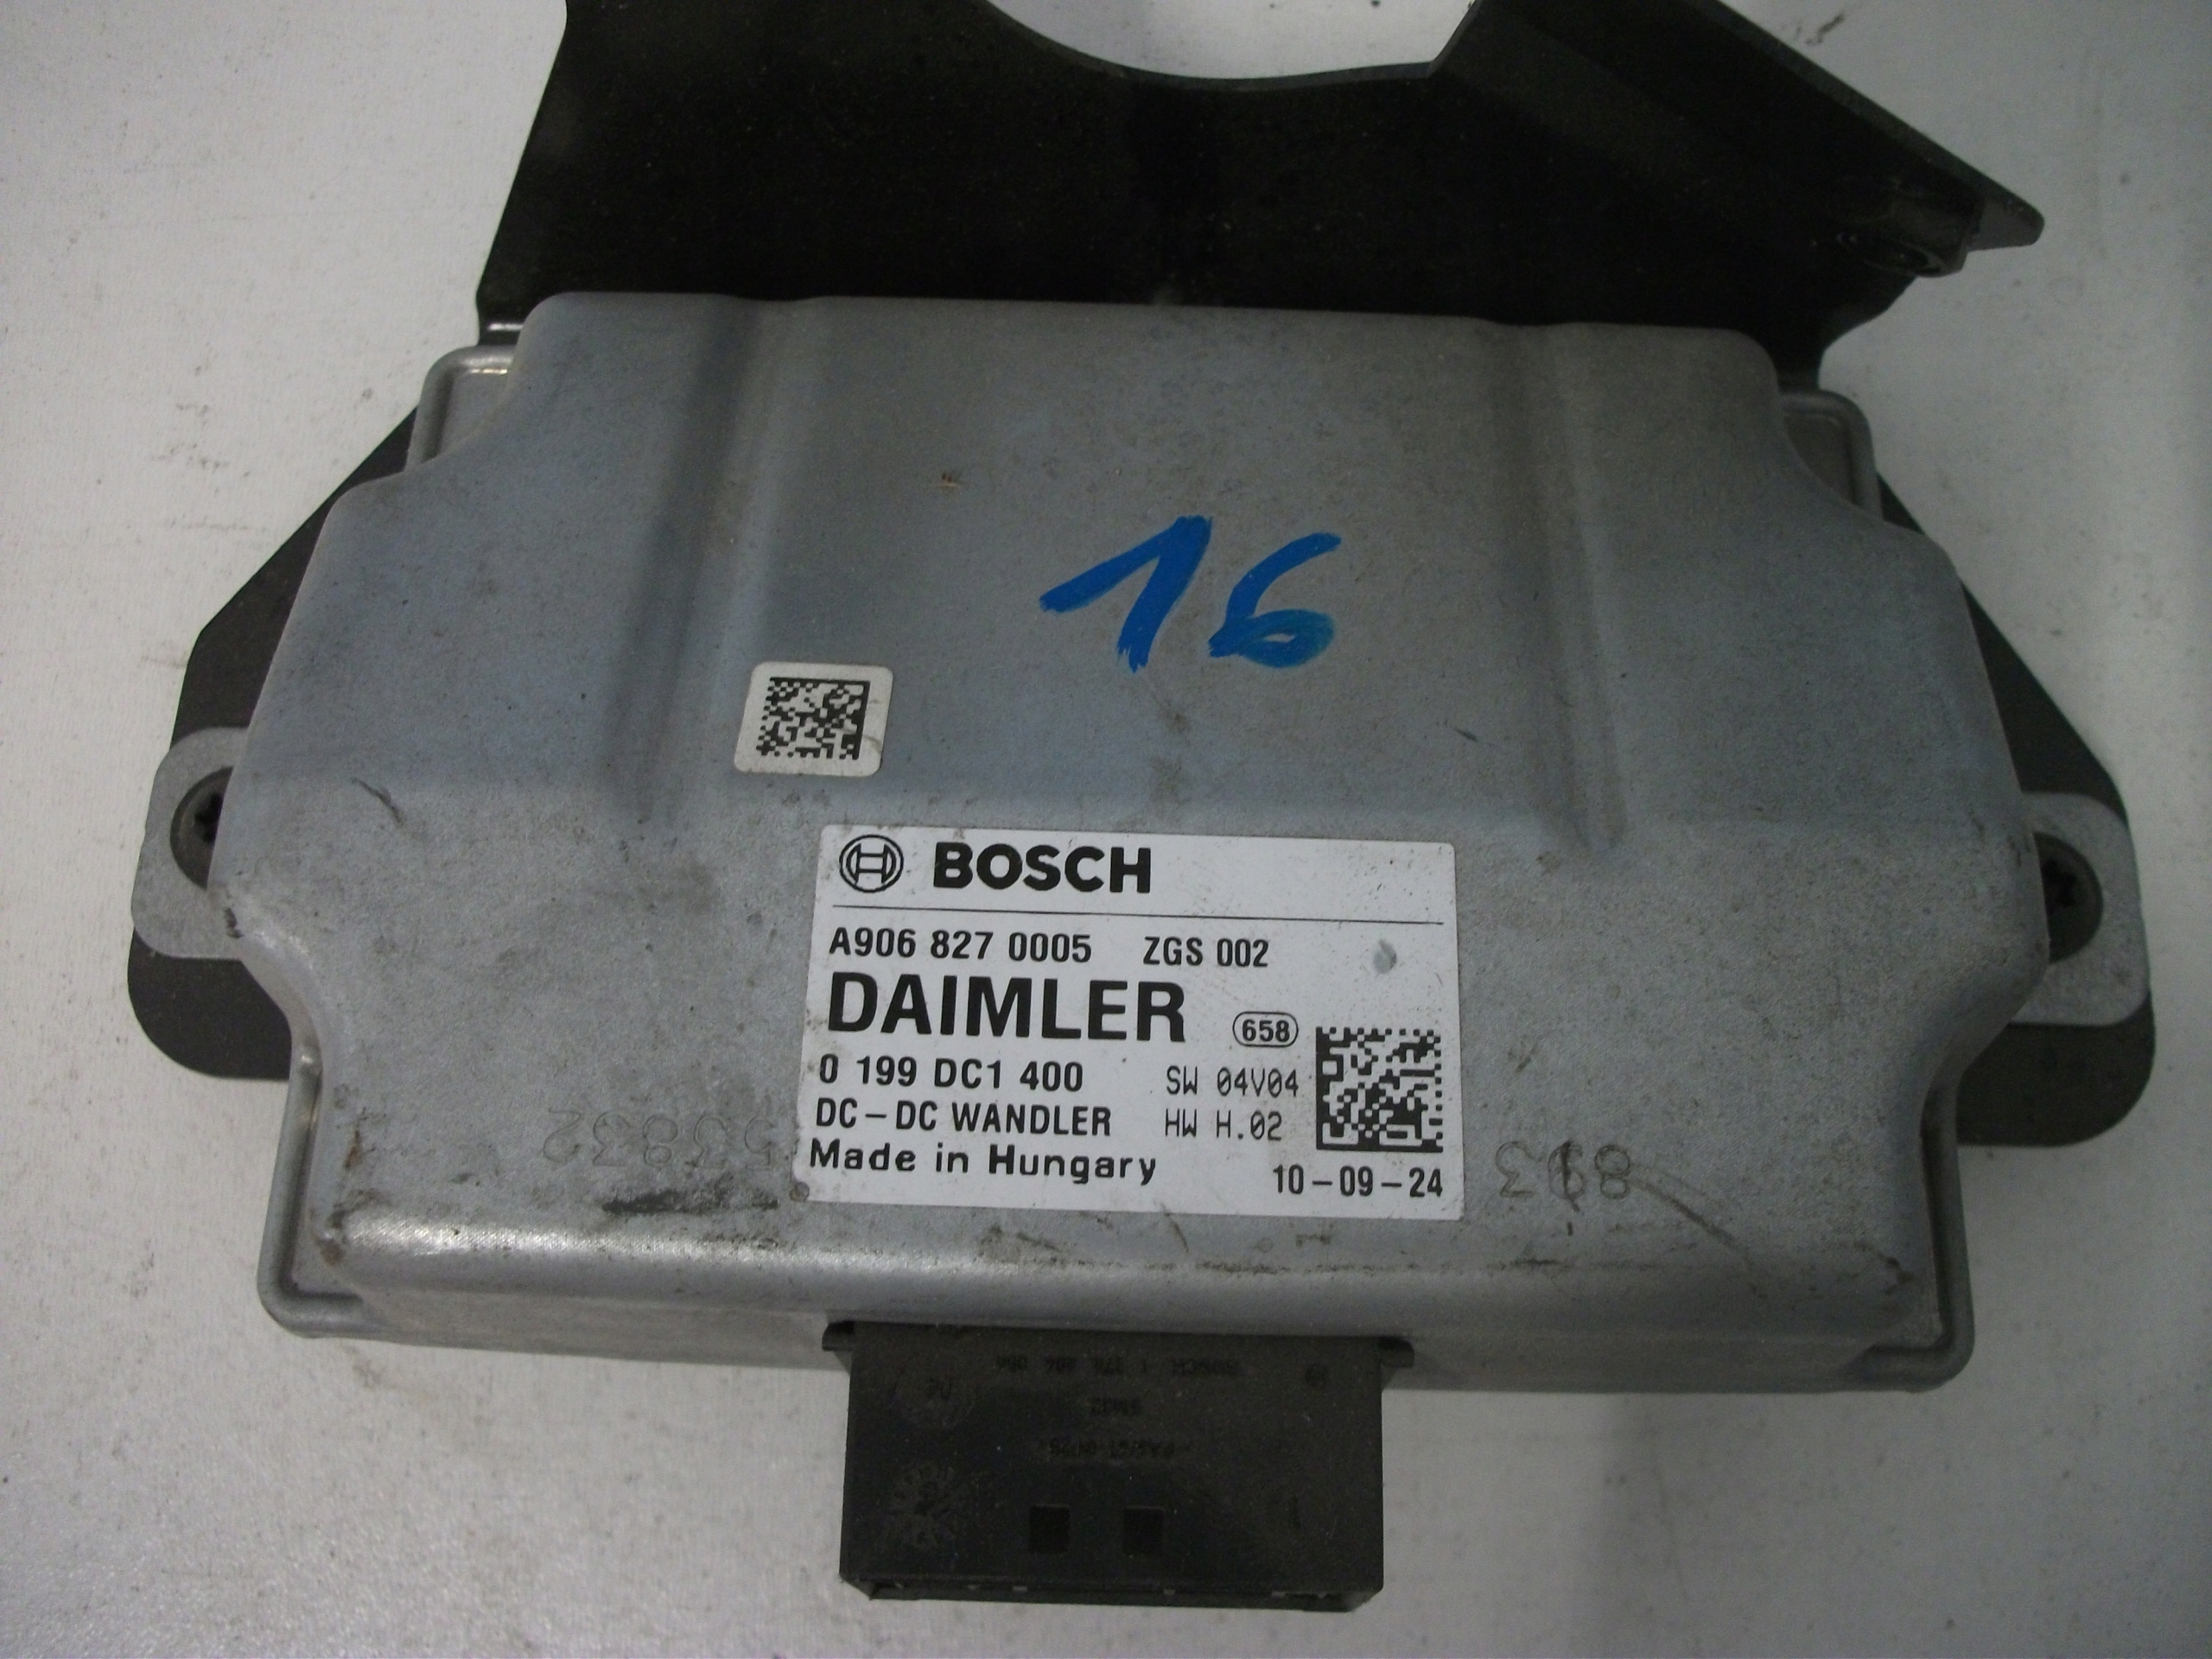 16
BOSCH
A906 827 0005 ZGS 002
DAIMLER 658
0 199 DC1 400 SW 04V04
DC-DC WANDLER HW H.02
Made in Hungary
10-09-24